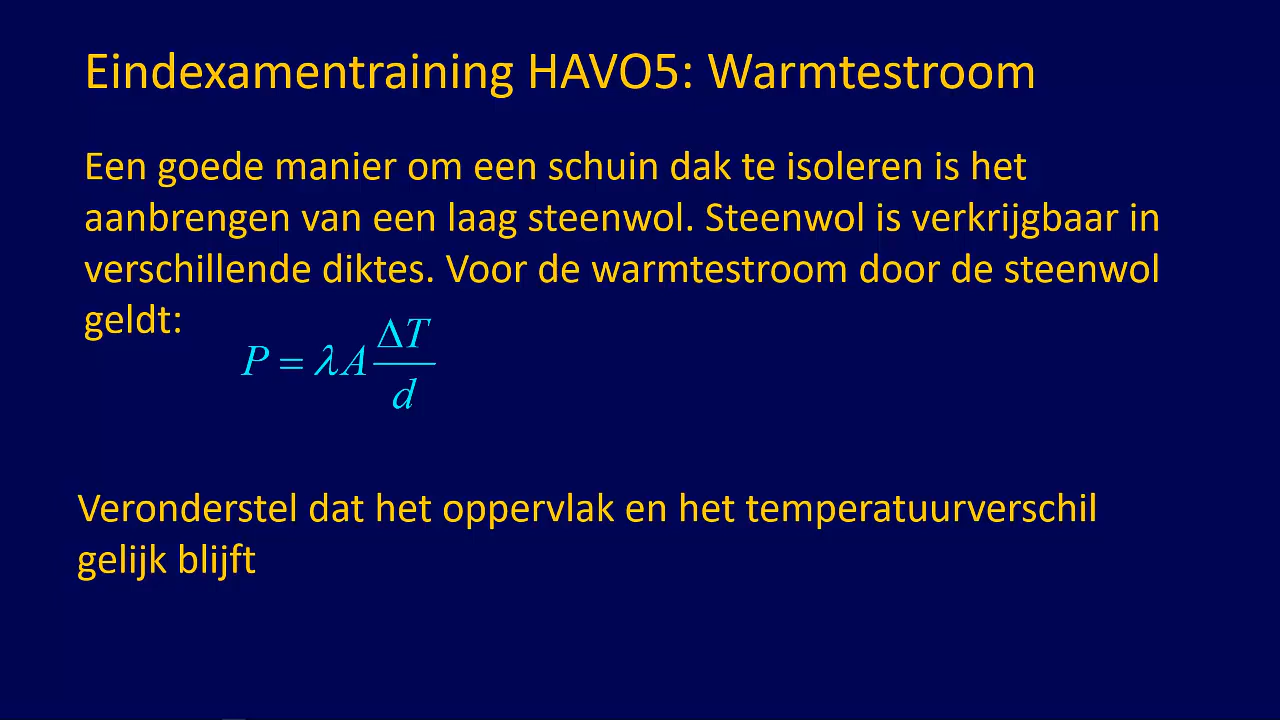 Eindexamentraining HAVO5: Warmtestroom
Een goede manier om een schuin dak te isoleren is het
aanbrengen van een laag steenwol. Steenwol is verkrijgbaar in
verschillende diktes. Voor de warmtestroom door de steenwol
geldt:
P = λ A ΔT / d
Veronderstel dat het oppervlak en het temperatuurverschil
gelijk blijft